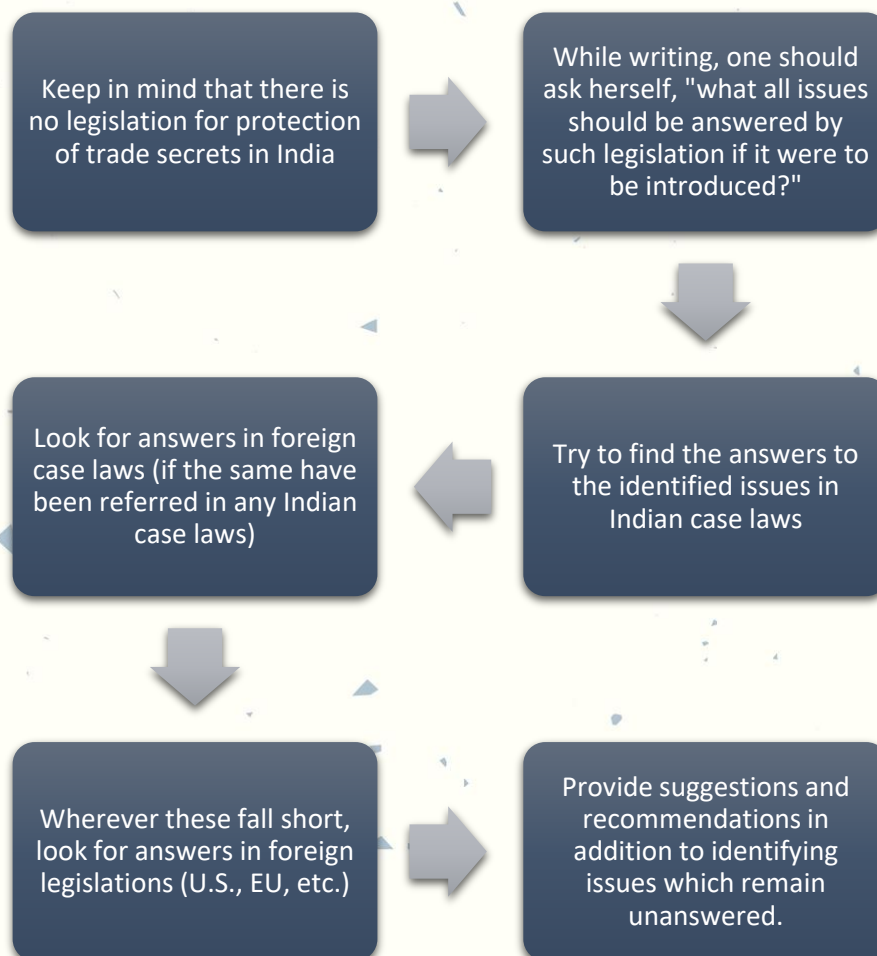 Keep in mind that there is
no legislation for protection
of trade secrets in India
While writing, one should
ask herself, "what all issues
should be answered by
such legislation if it were to
be introduced?"
Try to find the answers to
the identified issues in
Indian case laws
Look for answers in foreign
case laws (if the same have
been referred in any Indian
case laws)
Wherever these fall short,
look for answers in foreign
legislations (U.S., EU, etc.)
Provide suggestions and
recommendations in
addition to identifying
issues which remain
unanswered.